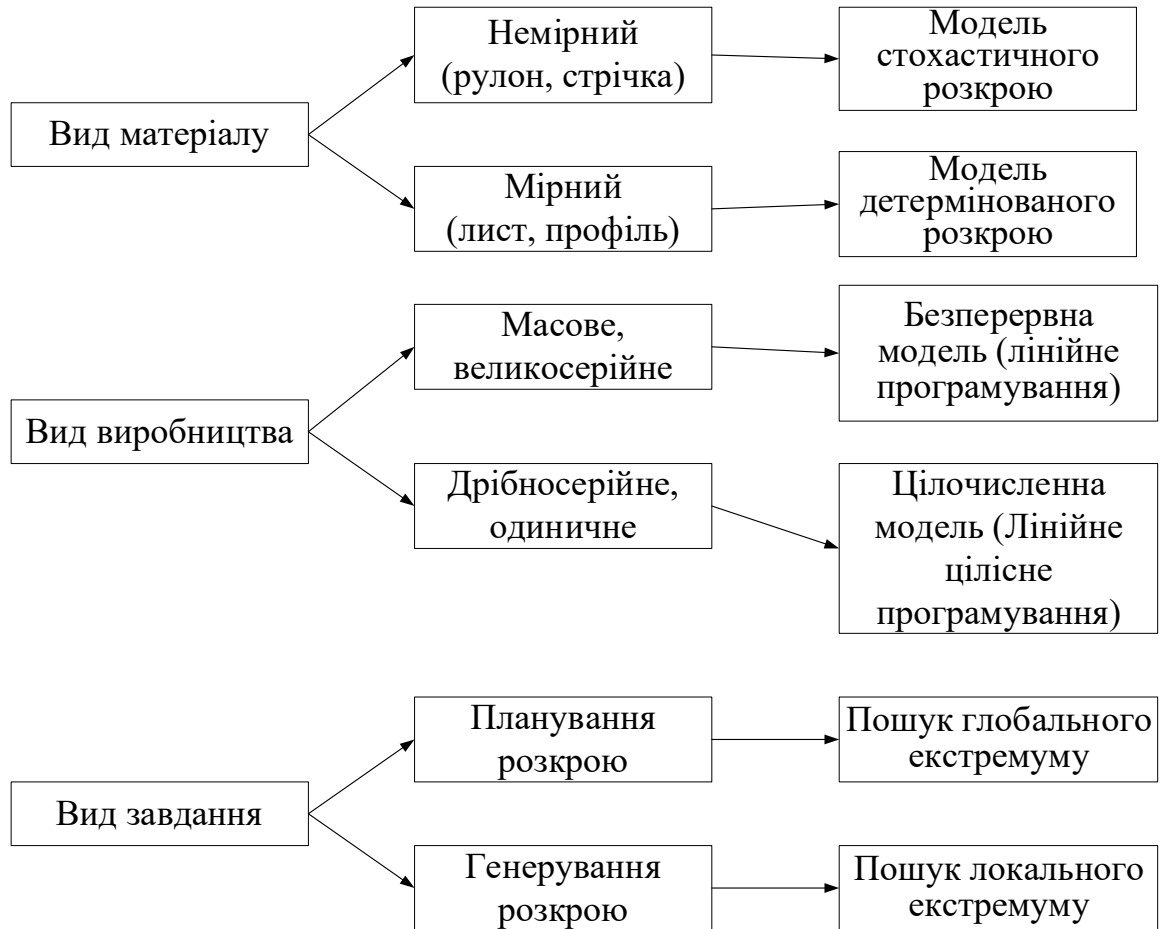 Вид матеріалу
Немірний
(рулон, стрічка)
Модель
стохастичного
розкрою
Мірний
(лист, профіль)
Модель
детермінованого
розкрою
Вид виробництва
Масове,
великосерійне
Безперервна
модель (лінійне
програмування)
Дрібносерійне,
одиничне
Цілочисленна
модель (Лінійне
цілісне
програмування)
Вид завдання
Планування
розкрою
Пошук глобального
екстремуму
Генерування
розкрою
Пошук локального
екстремуму